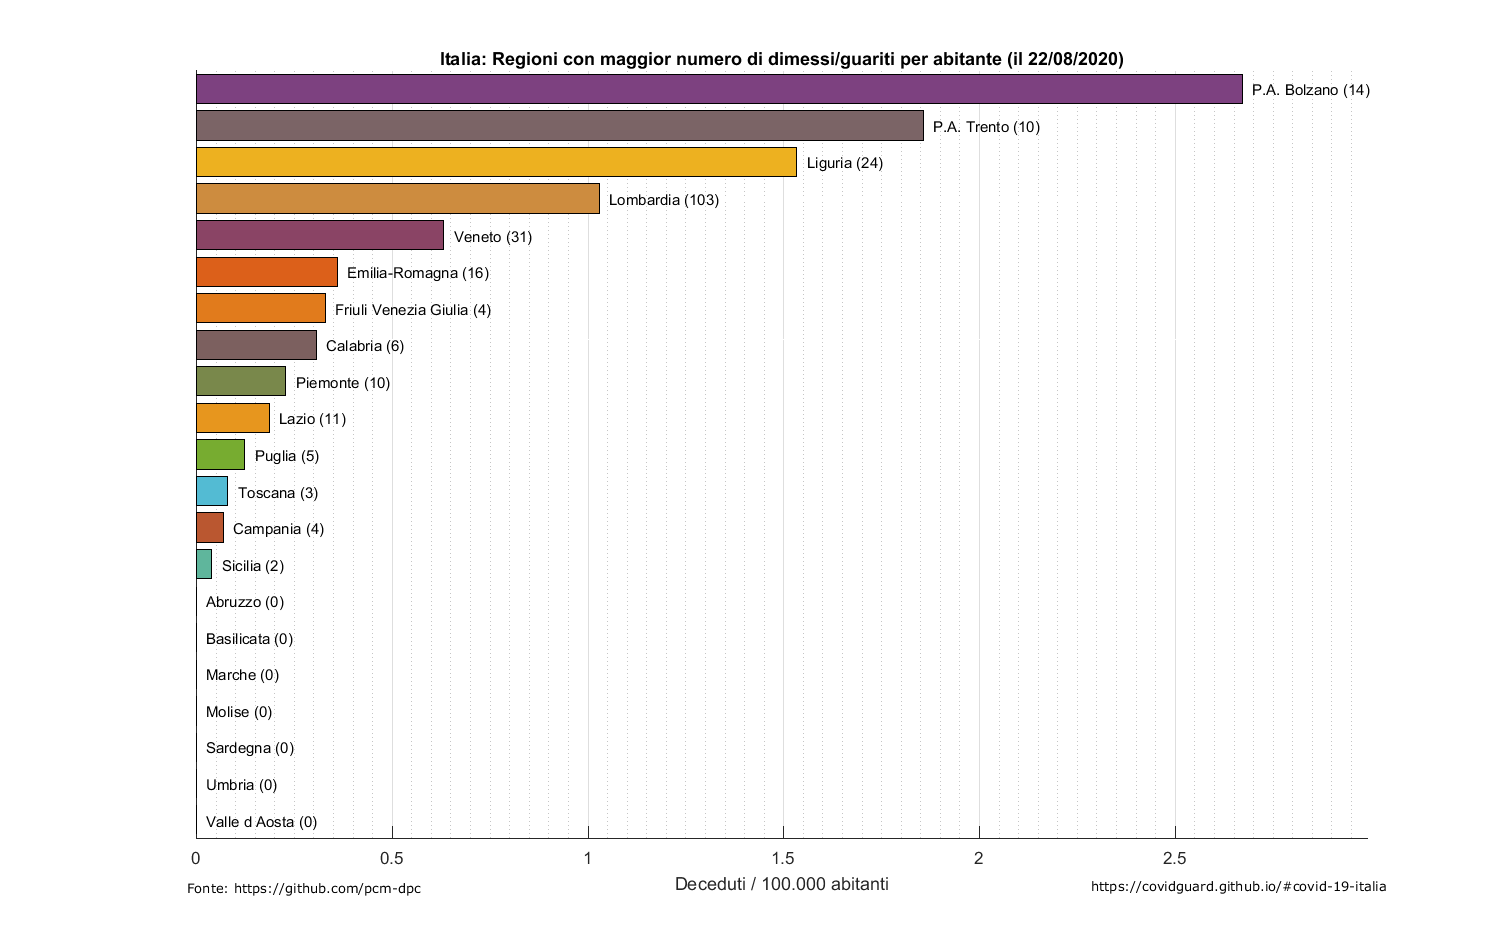 Italia: Regioni con maggior numero di dimessi/guariti per abitante (il 22/08/2020)
P.A. Bolzano (14)
P.A. Trento (10)
Liguria (24)
Lombardia (103)
Veneto (31)
Emilia-Romagna (16)
Friuli Venezia Giulia (4)
Calabria (6)
Piemonte (10)
Lazio (11)
Puglia (5)
Toscana (3)
Campania (4)
Sicilia (2)
Abruzzo (0)
Basilicata (0)
Marche (0)
Molise (0)
Sardegna (0)
Umbria (0)
Valle d Aosta (0)
0 0.5 1 1.5 2 2.5
Deceduti / 100.000 abitanti
Fonte: https://github.com/pcm-dpc
https://covidguard.github.io/#covid-19-italia